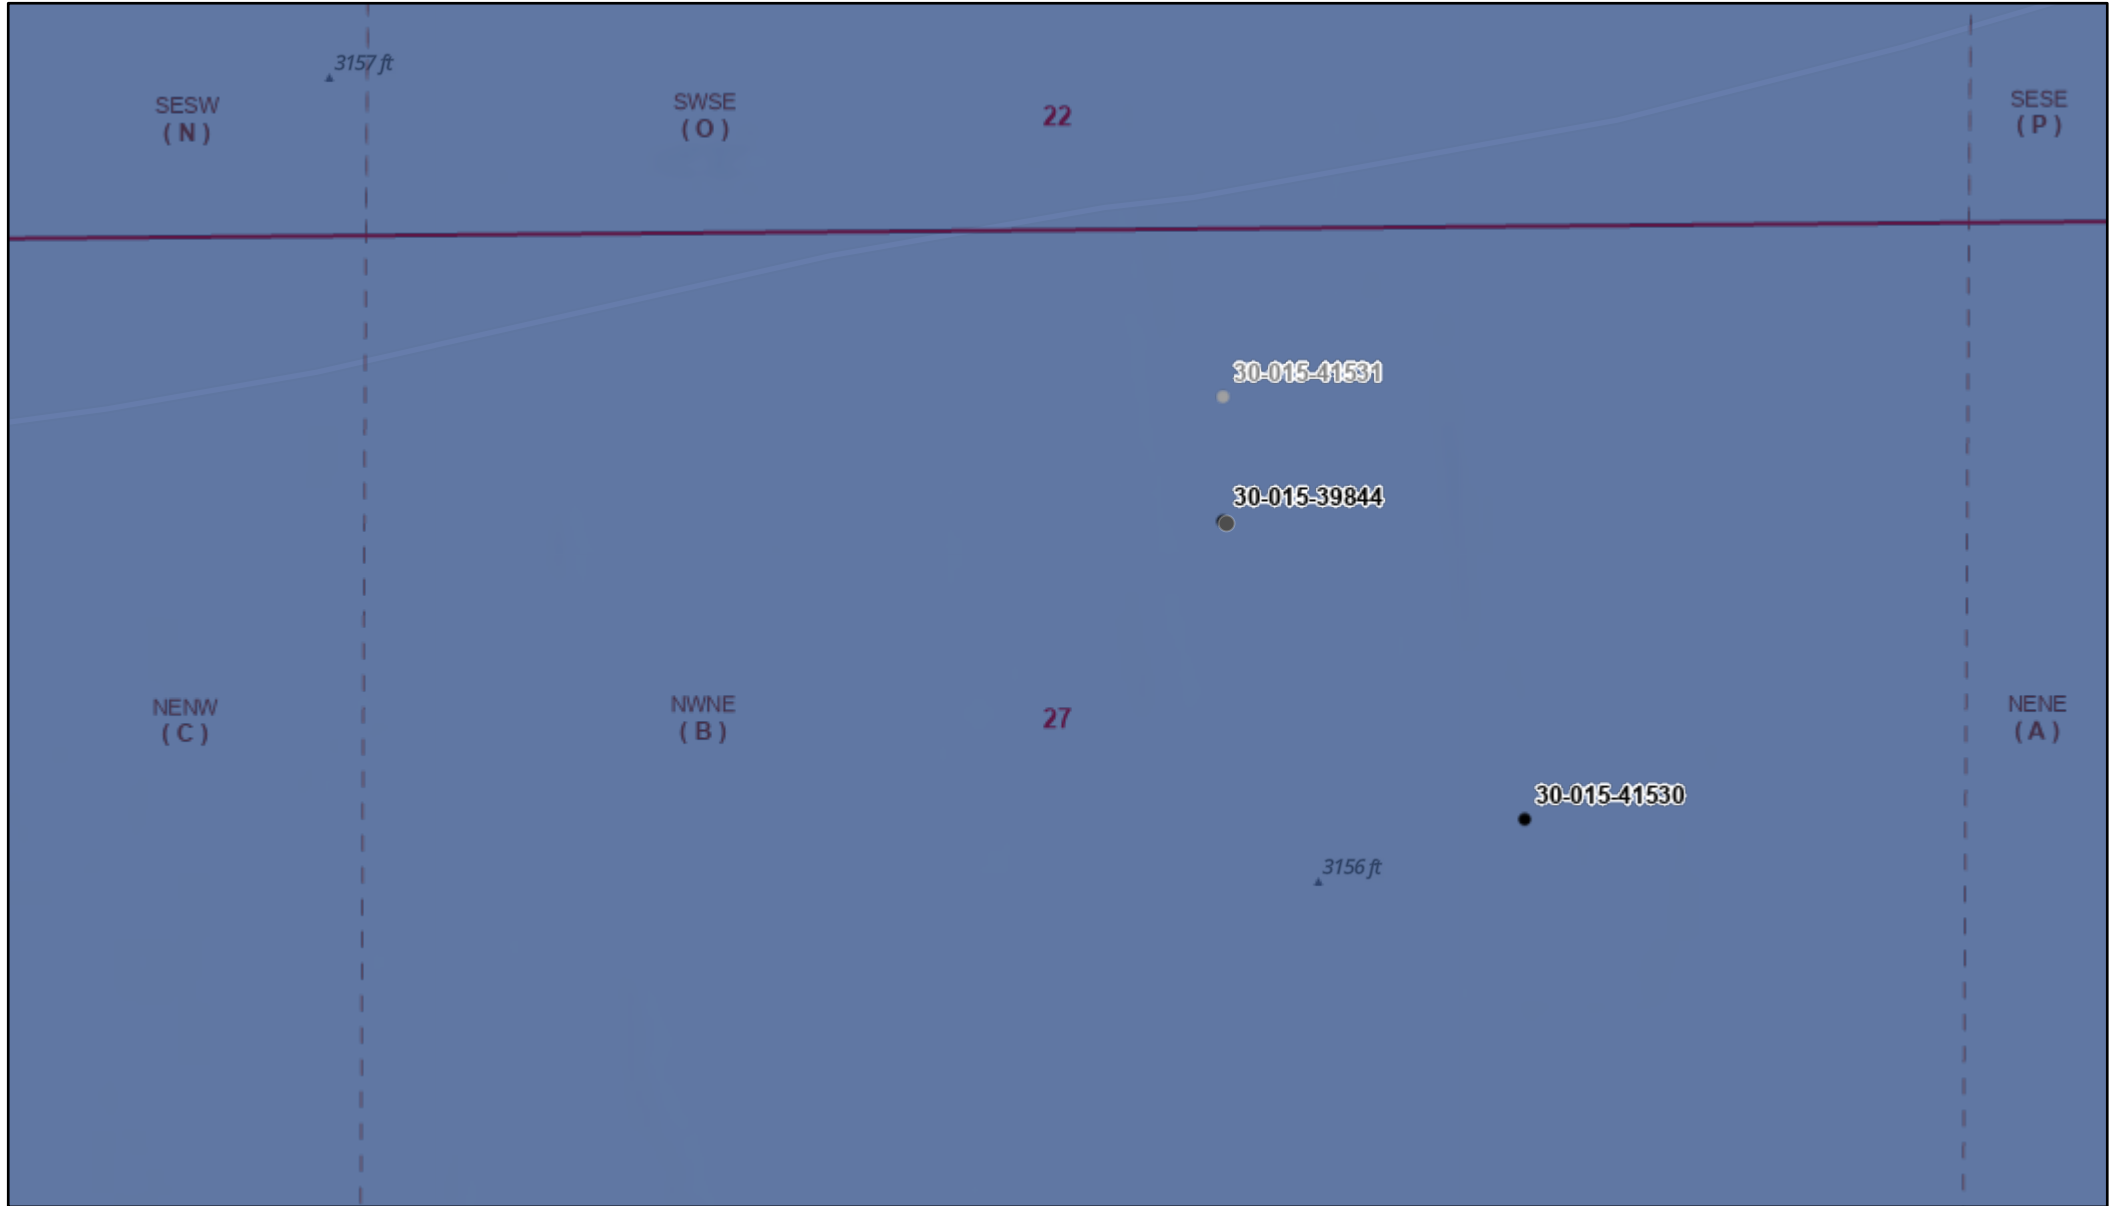 3157 ft
SESW
( N )
SWSE
( O )
22
SESE
( P )
30-015-41531
30-015-39844
NENW
( C )
NWNE
( B )
27
NENE
( A )
30-015-41530
3156 ft